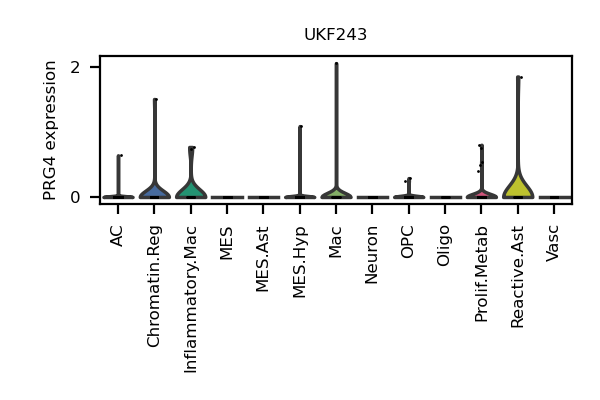 UKF243
PRG4 expression
2
0
AC
Chromatin.Reg
Inflammatory.Mac
MES
MES.Ast
MES.Hyp
Mac
Neuron
OPC
Oligo
Prolif.Metab
Reactive.Ast
Vasc